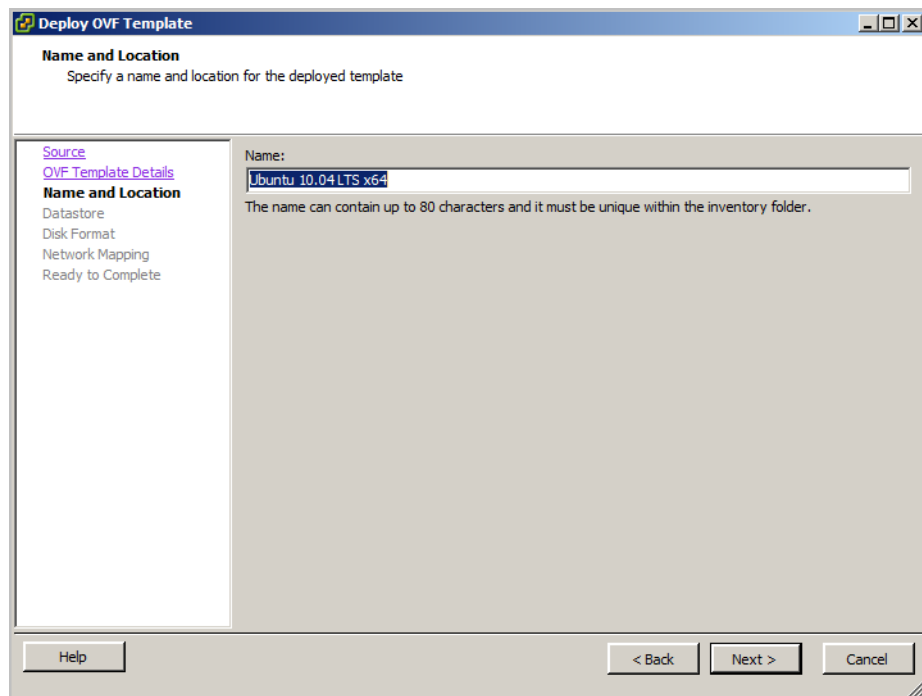 Deploy OVF Template
Name and Location
Specify a name and location for the deployed template
Source
OVF Template Details
Name and Location
Datastore
Disk Format
Network Mapping
Ready to Complete
Name:
Ubuntu 10.04 LTS x64
The name can contain up to 80 characters and it must be unique within the inventory folder.
Help
< Back
Next >
Cancel